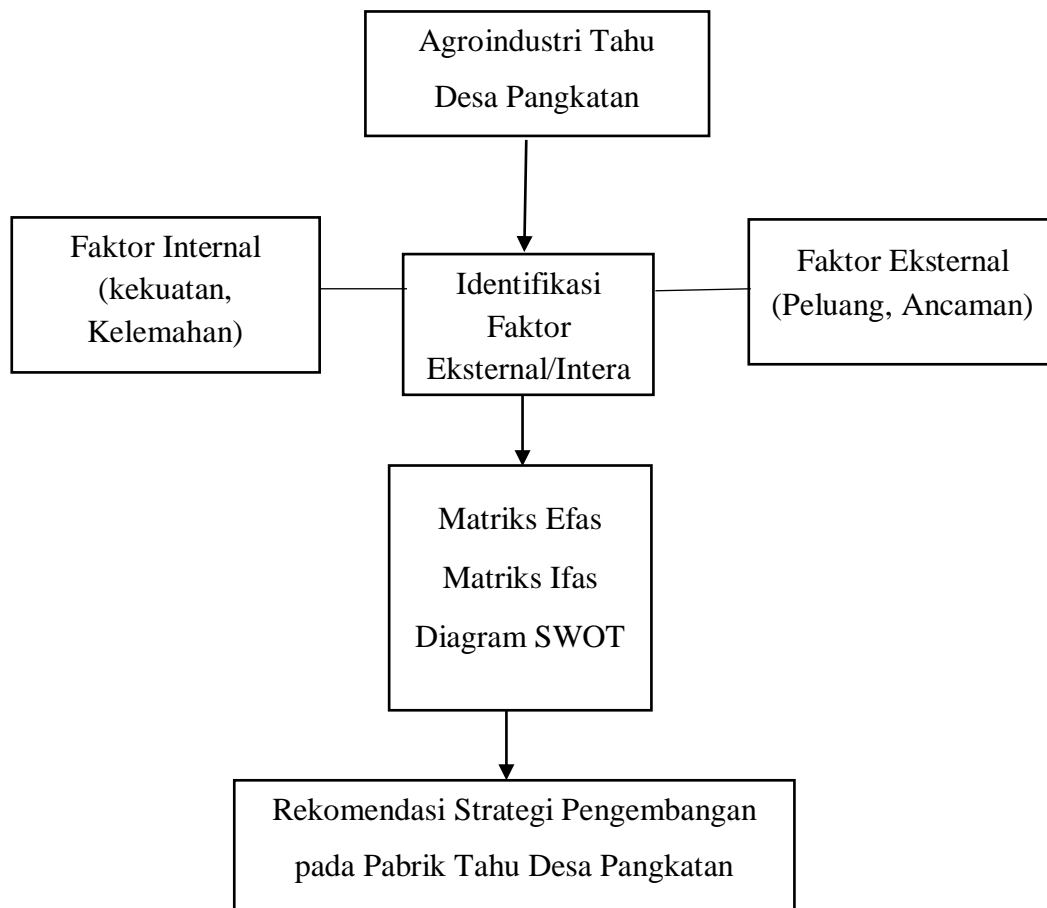 Agroindustri Tahu
Desa Pangkatan
Faktor Internal
(kekuatan,
Kelemahan)
Identifikasi
Faktor
Eksternal/Intera
Faktor Eksternal
(Peluang, Ancaman)
Matriks Efas
Matriks Ifas
Diagram SWOT
Rekomendasi Strategi Pengembangan
pada Pabrik Tahu Desa Pangkatan